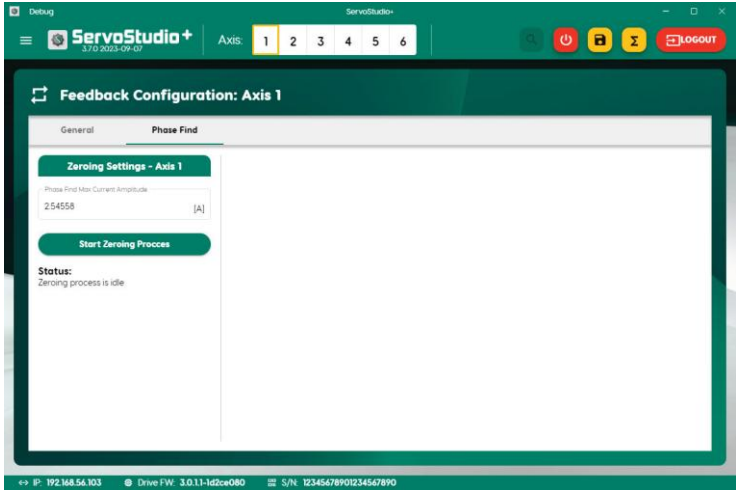 Debug
ServoStudio+
ServoStudio+
3.7.0 2023-09-07
Axis: 1 2 3 4 5 6
Σ
LOGOUT
Feedback Configuration: Axis 1
General Phase Find
Zeroing Settings - Axis 1
Phase Find Max Current Amplitude
2.54558 [A]
Start Zeroing Procces
Status:
Zeroing process is idle
IP: 192.168.56.103 Drive FW: 3.0.1.1-1d2ce080 S/N: 12345678901234567890